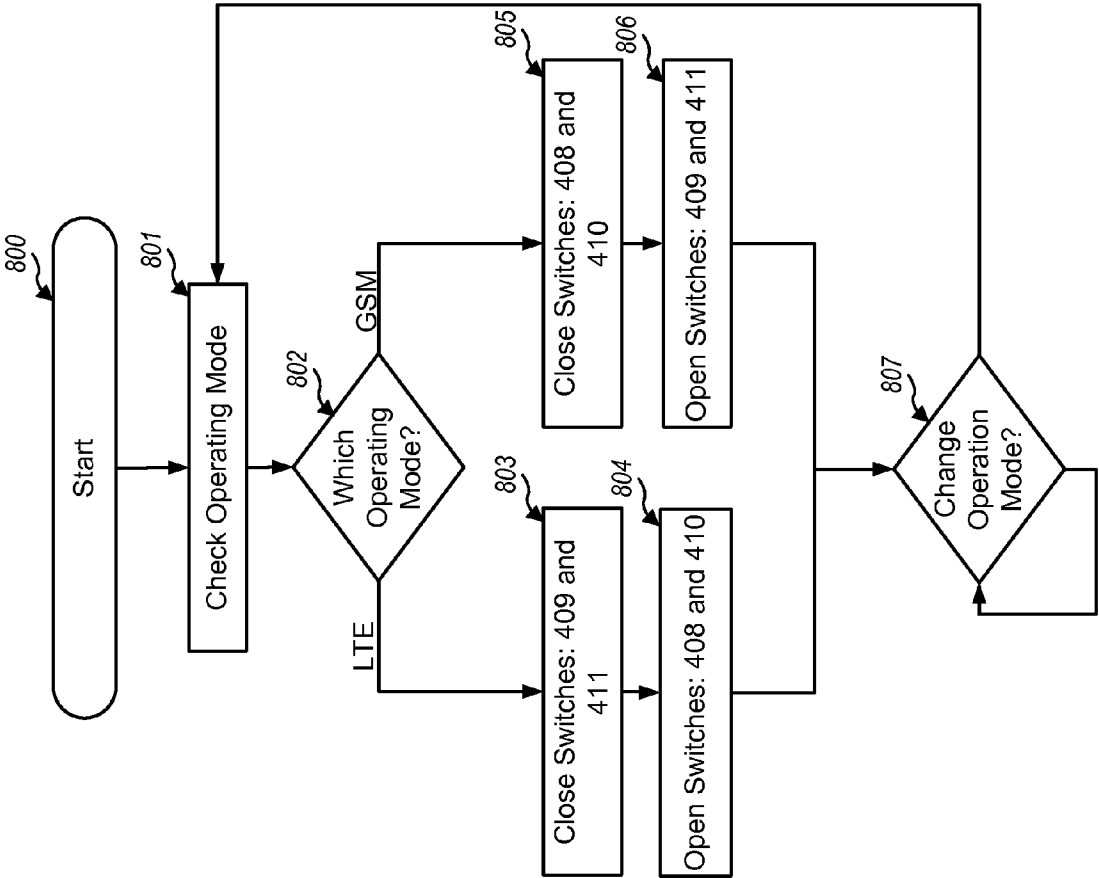 800
Start
801
Check Operating Mode
802
Which
Operating
Mode?
LTE
GSM
803
Close Switches: 409 and
411
804
Open Switches: 408 and 410
805
Close Switches: 408 and
410
806
Open Switches: 409 and 411
807
Change
Operation
Mode?